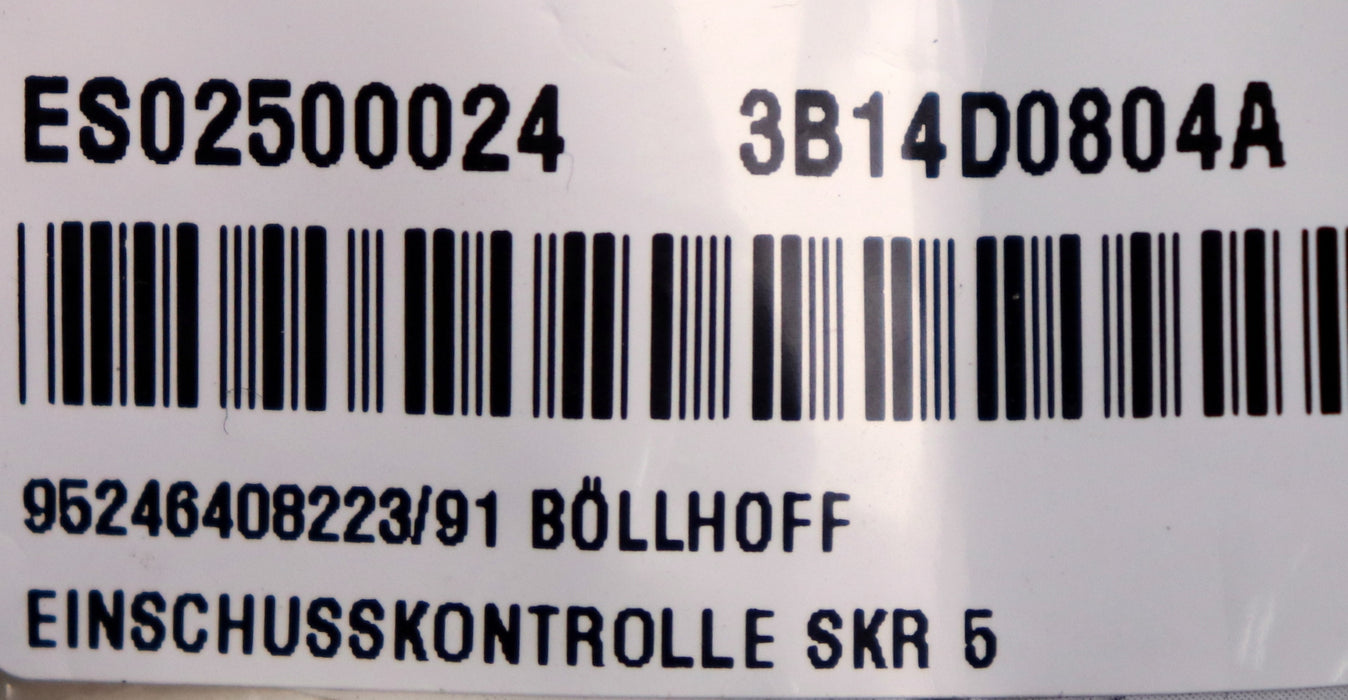 ES02500024 3B14D0804A
95246408223/91 BÖLLHOFF
EINSCHUSSKONTROLLE SKR 5